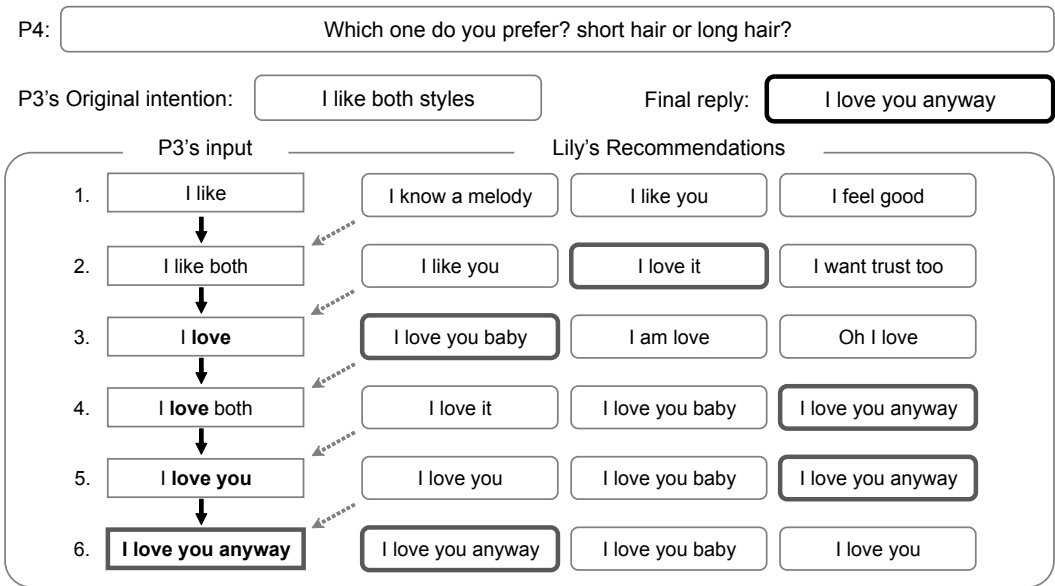 P4: Which one do you prefer? short hair or long hair?
P3's Original intention: I like both styles Final reply: I love you anyway
P3's input Lily's Recommendations
1. I like I know a melody I like you I feel good
2. I like both I like you I love it I want trust too
3. I love I love you baby I am love Oh I love
4. I love both I love it I love you baby I love you anyway
5. I love you I love you I love you baby I love you anyway
6. I love you anyway I love you anyway I love you baby I love you